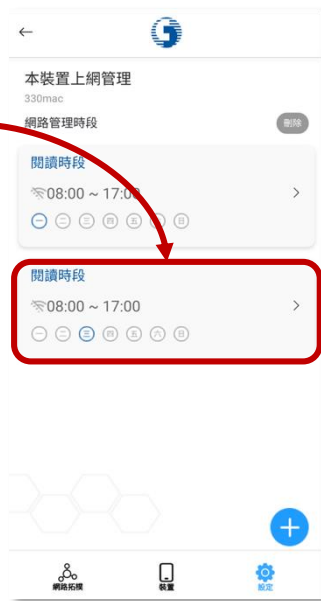 本裝置上網管理
330mac
網路管理時段
刪除
閱讀時段
08:00 ~ 17:00
一 二 三 四 五 六 日
閱讀時段
08:00 ~ 17:00
一 二 三 四 五 六 日
網路拓樸
裝置
設定